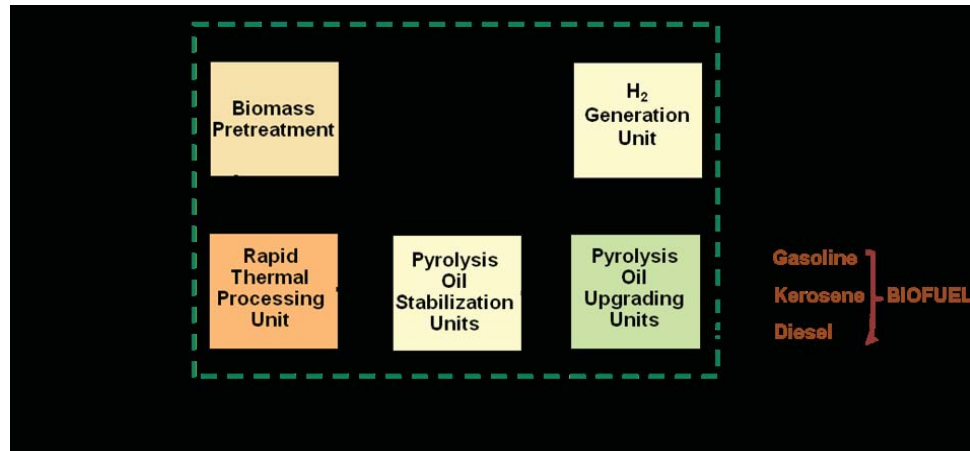 Biomass
Pretreatment
H₂
Generation
Unit
Rapid
Thermal
Processing
Unit
Pyrolysis
Oil
Stabilization
Units
Pyrolysis
Oil
Upgrading
Units
Gasoline
Kerosene
Diesel
BIOFUEL